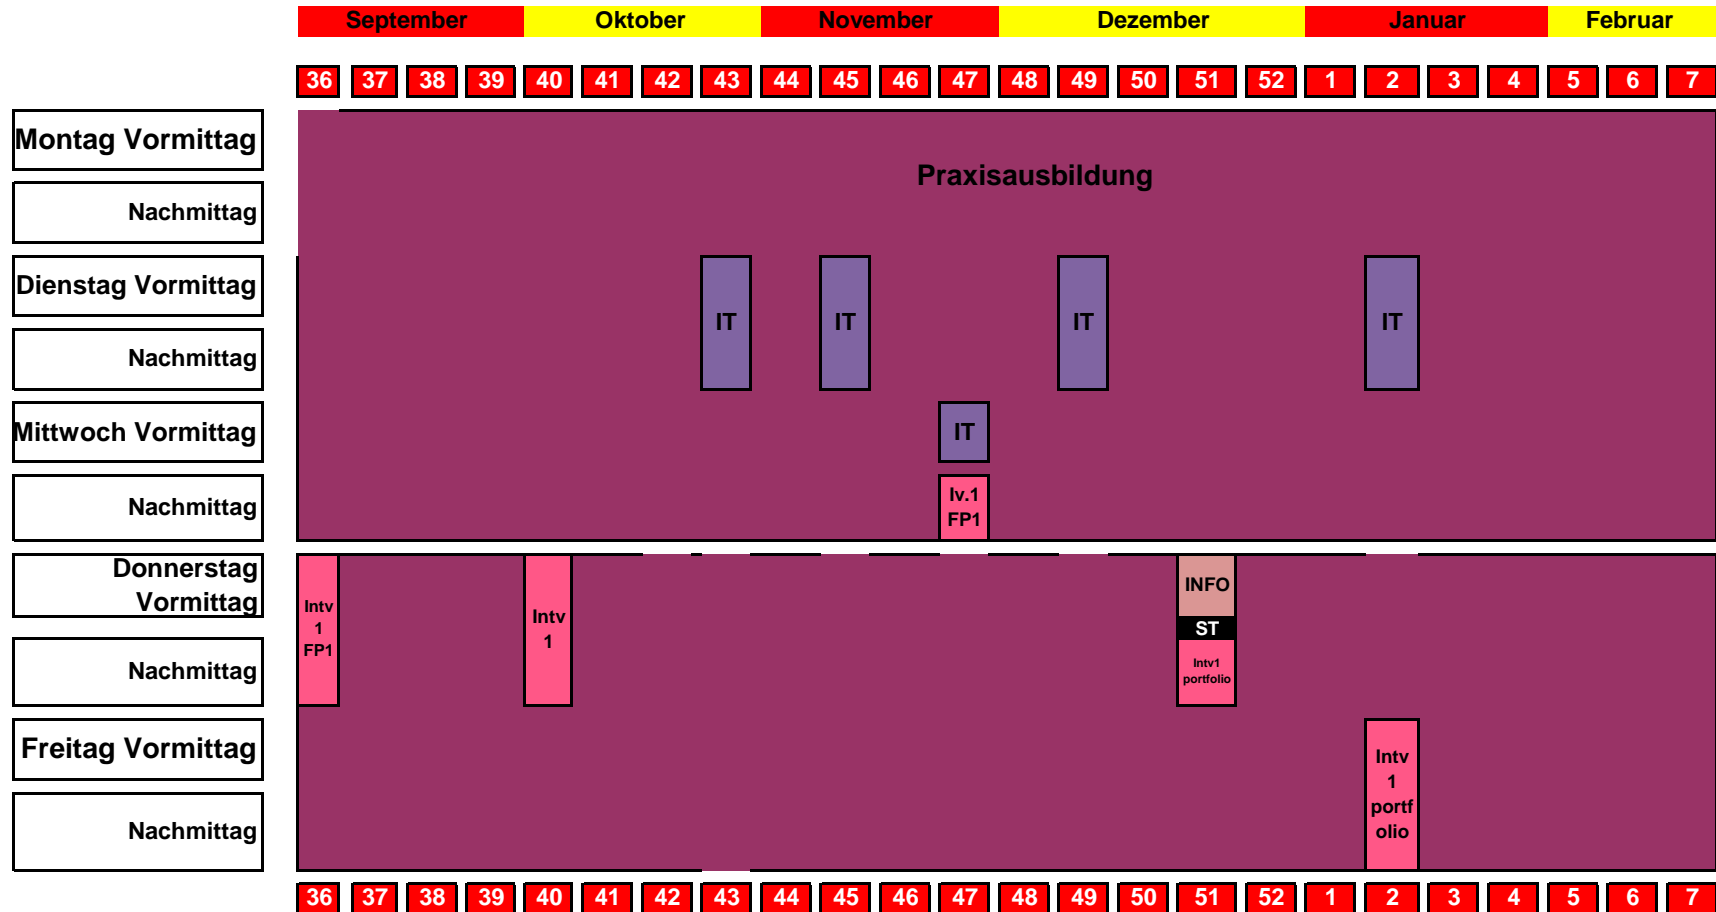 September Oktober November Dezember Januar Februar
36 37 38 39 40 41 42 43 44 45 46 47 48 49 50 51 52 1 2 3 4 5 6 7
Montag Vormittag
Praxisausbildung
Nachmittag
Dienstag Vormittag
IT IT IT IT
Nachmittag
Mittwoch Vormittag
IT
Nachmittag
Iv.1
FP1
Donnerstag
Vormittag
Intv
1
FP1
Intv
1
INFO
ST
Nachmittag
Intv1
portfolio
Freitag Vormittag
Intv
1
portf
olio
Nachmittag
36 37 38 39 40 41 42 43 44 45 46 47 48 49 50 51 52 1 2 3 4 5 6 7